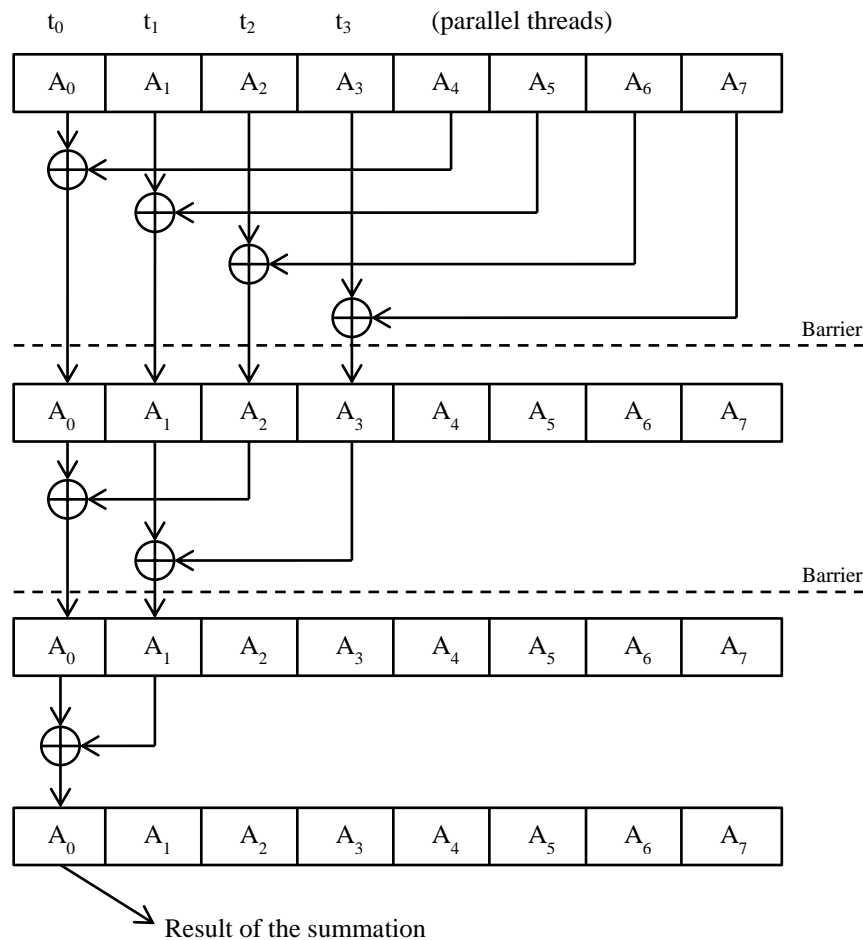 t₀ t₁ t₂ t₃ (parallel threads)
A₀ A₁ A₂ A₃ A₄ A₅ A₆ A₇
Barrier
A₀ A₁ A₂ A₃ A₄ A₅ A₆ A₇
Barrier
A₀ A₁ A₂ A₃ A₄ A₅ A₆ A₇
A₀ A₁ A₂ A₃ A₄ A₅ A₆ A₇
Result of the summation